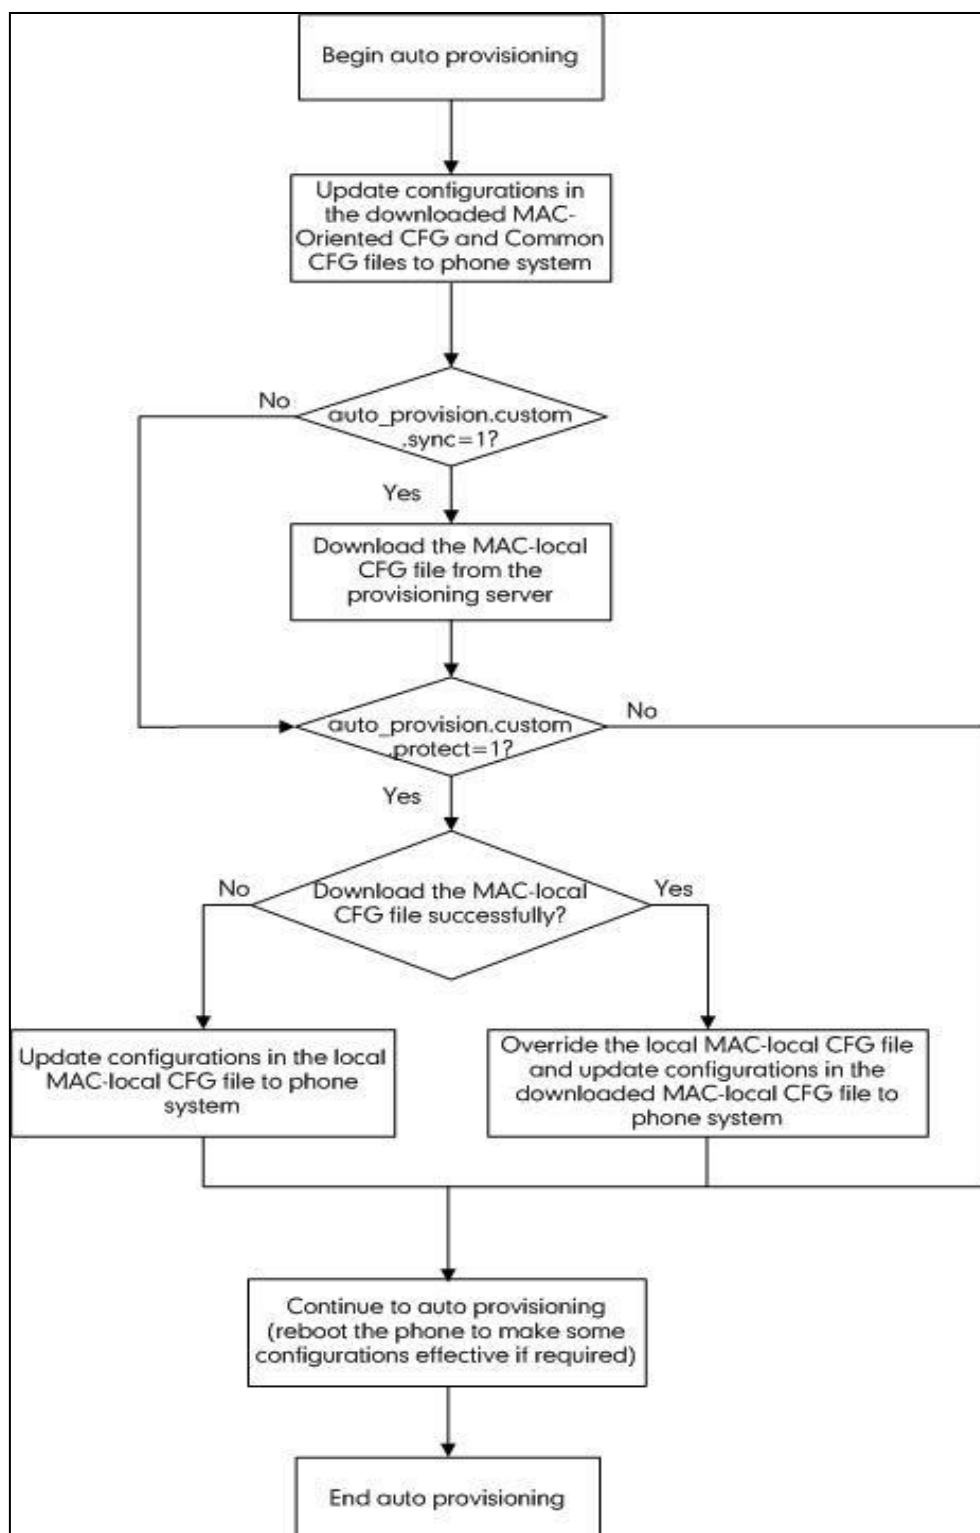 Begin auto provisioning
Update configurations in
the downloaded MAC-
Oriented CFG and Common
CFG files to phone system
No
auto_provision.custom
.sync=1?
Yes
Download the MAC-local
CFG file from the
provisioning server
auto_provision.custom
.protect=1?
No
Yes
No
Download the MAC-local
CFG file successfully?
Yes
Update configurations in the local
MAC-local CFG file to phone
system
Override the local MAC-local CFG file
and update configurations in the
downloaded MAC-local CFG file to
phone system
Continue to auto provisioning
(reboot the phone to make some
configurations effective if required)
End auto provisioning